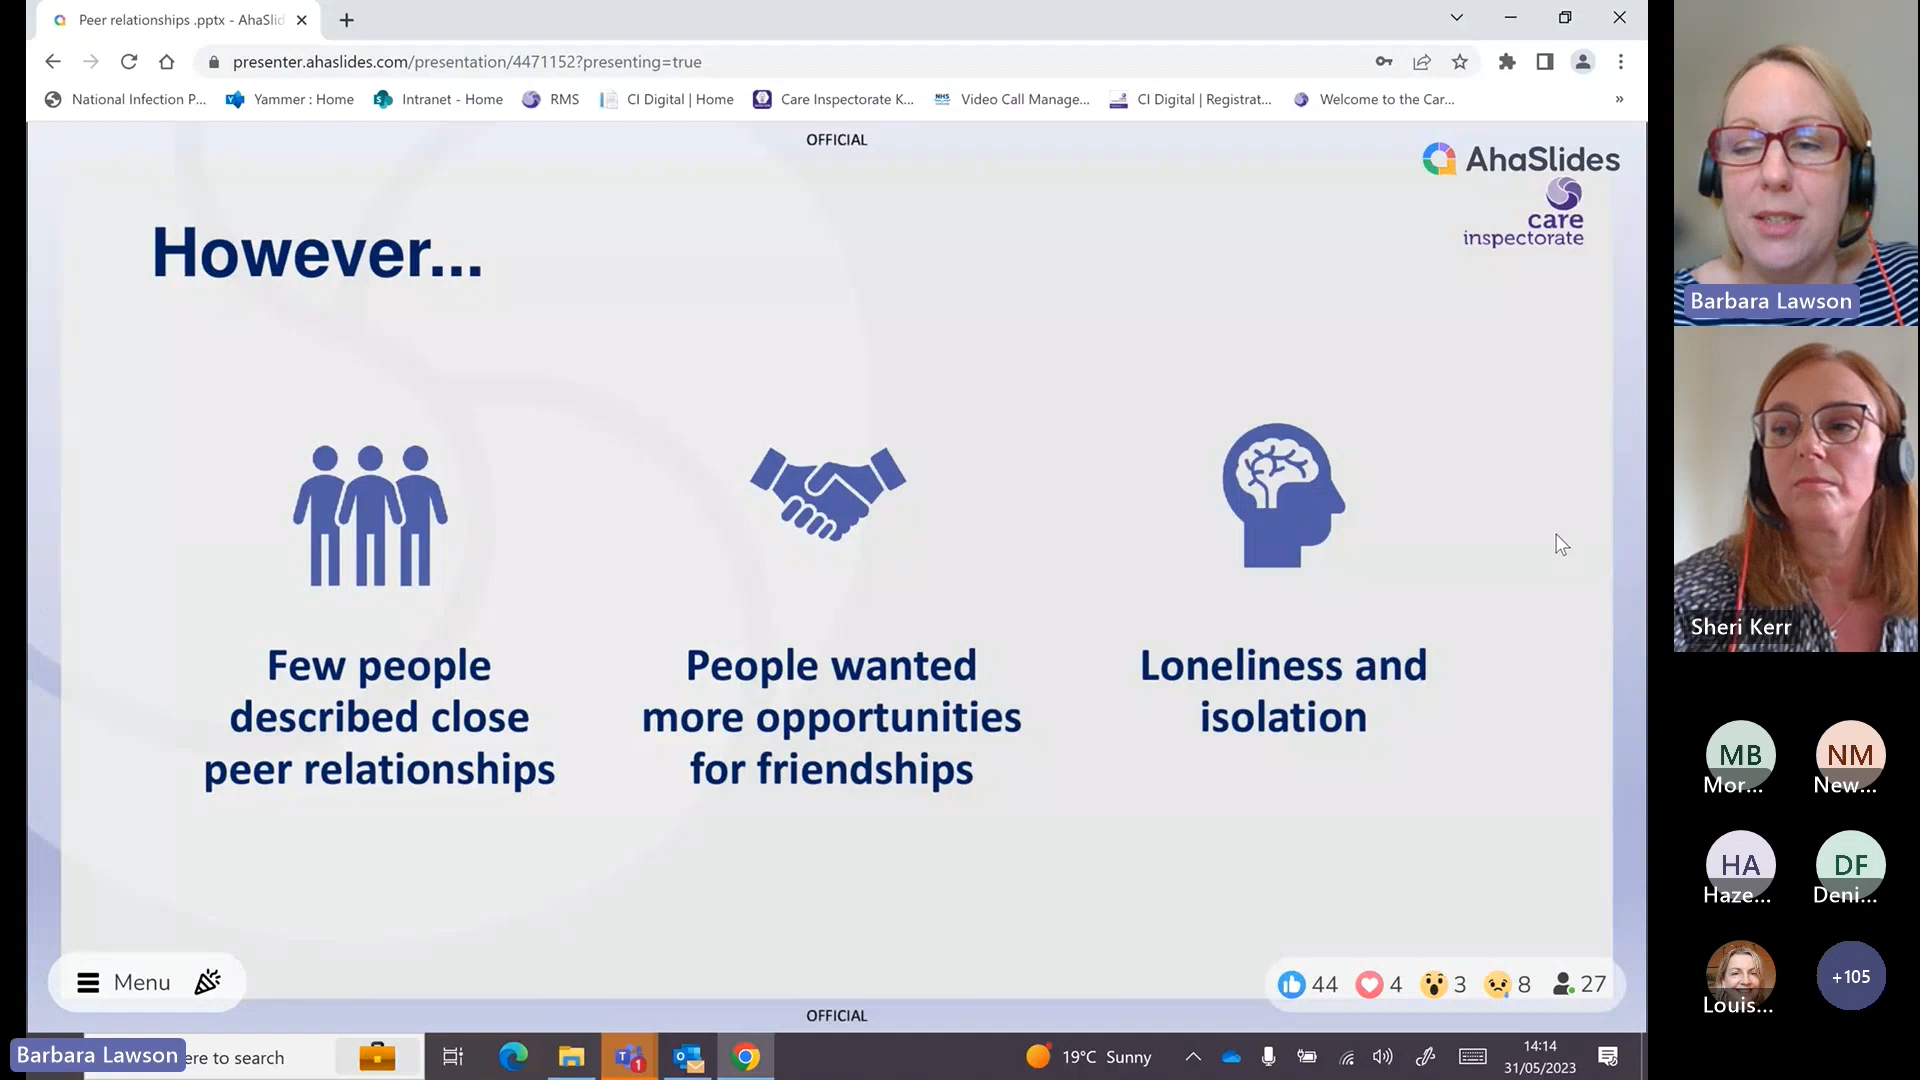 Peer relationships .pptx - AhaSlid
presenter.ahaslides.com/presentation/4471152?presenting=true
National Infection P...
Yammer : Home
Intranet - Home
RMS
CI Digital | Home
Care Inspectorate K...
NHS
Video Call Manage...
CI Digital | Registrat...
Welcome to the Car...
»
OFFICIAL
AhaSlides
care
inspectorate
However...
Few people
described close
peer relationships
People wanted
more opportunities
for friendships
Loneliness and
isolation
Menu
44
4
3
8
27
OFFICIAL
Barbara Lawson
Sheri Kerr
MB
Mor...
NM
New...
HA
Haze...
DF
Deni...
Louis...
+105
Barbara Lawson
ere to search
1
19°C Sunny
14:14
31/05/2023